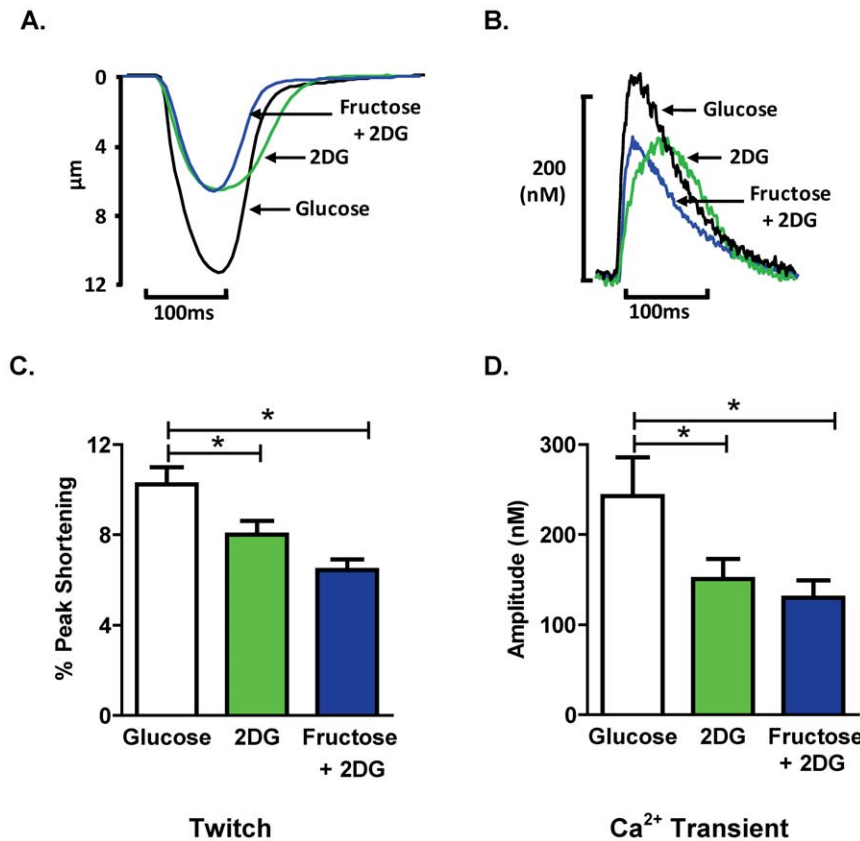 A.
0
4
8
12
μm
Fructose
+ 2DG
2DG
Glucose
100ms
B.
200
(nM)
Glucose
2DG
Fructose
+ 2DG
100ms
C.
*
*
12
8
4
0
% Peak Shortening
Glucose
2DG
Fructose
+ 2DG
Twitch
D.
*
*
300
200
100
0
Amplitude (nM)
Glucose
2DG
Fructose
+ 2DG
Ca²⁺ Transient